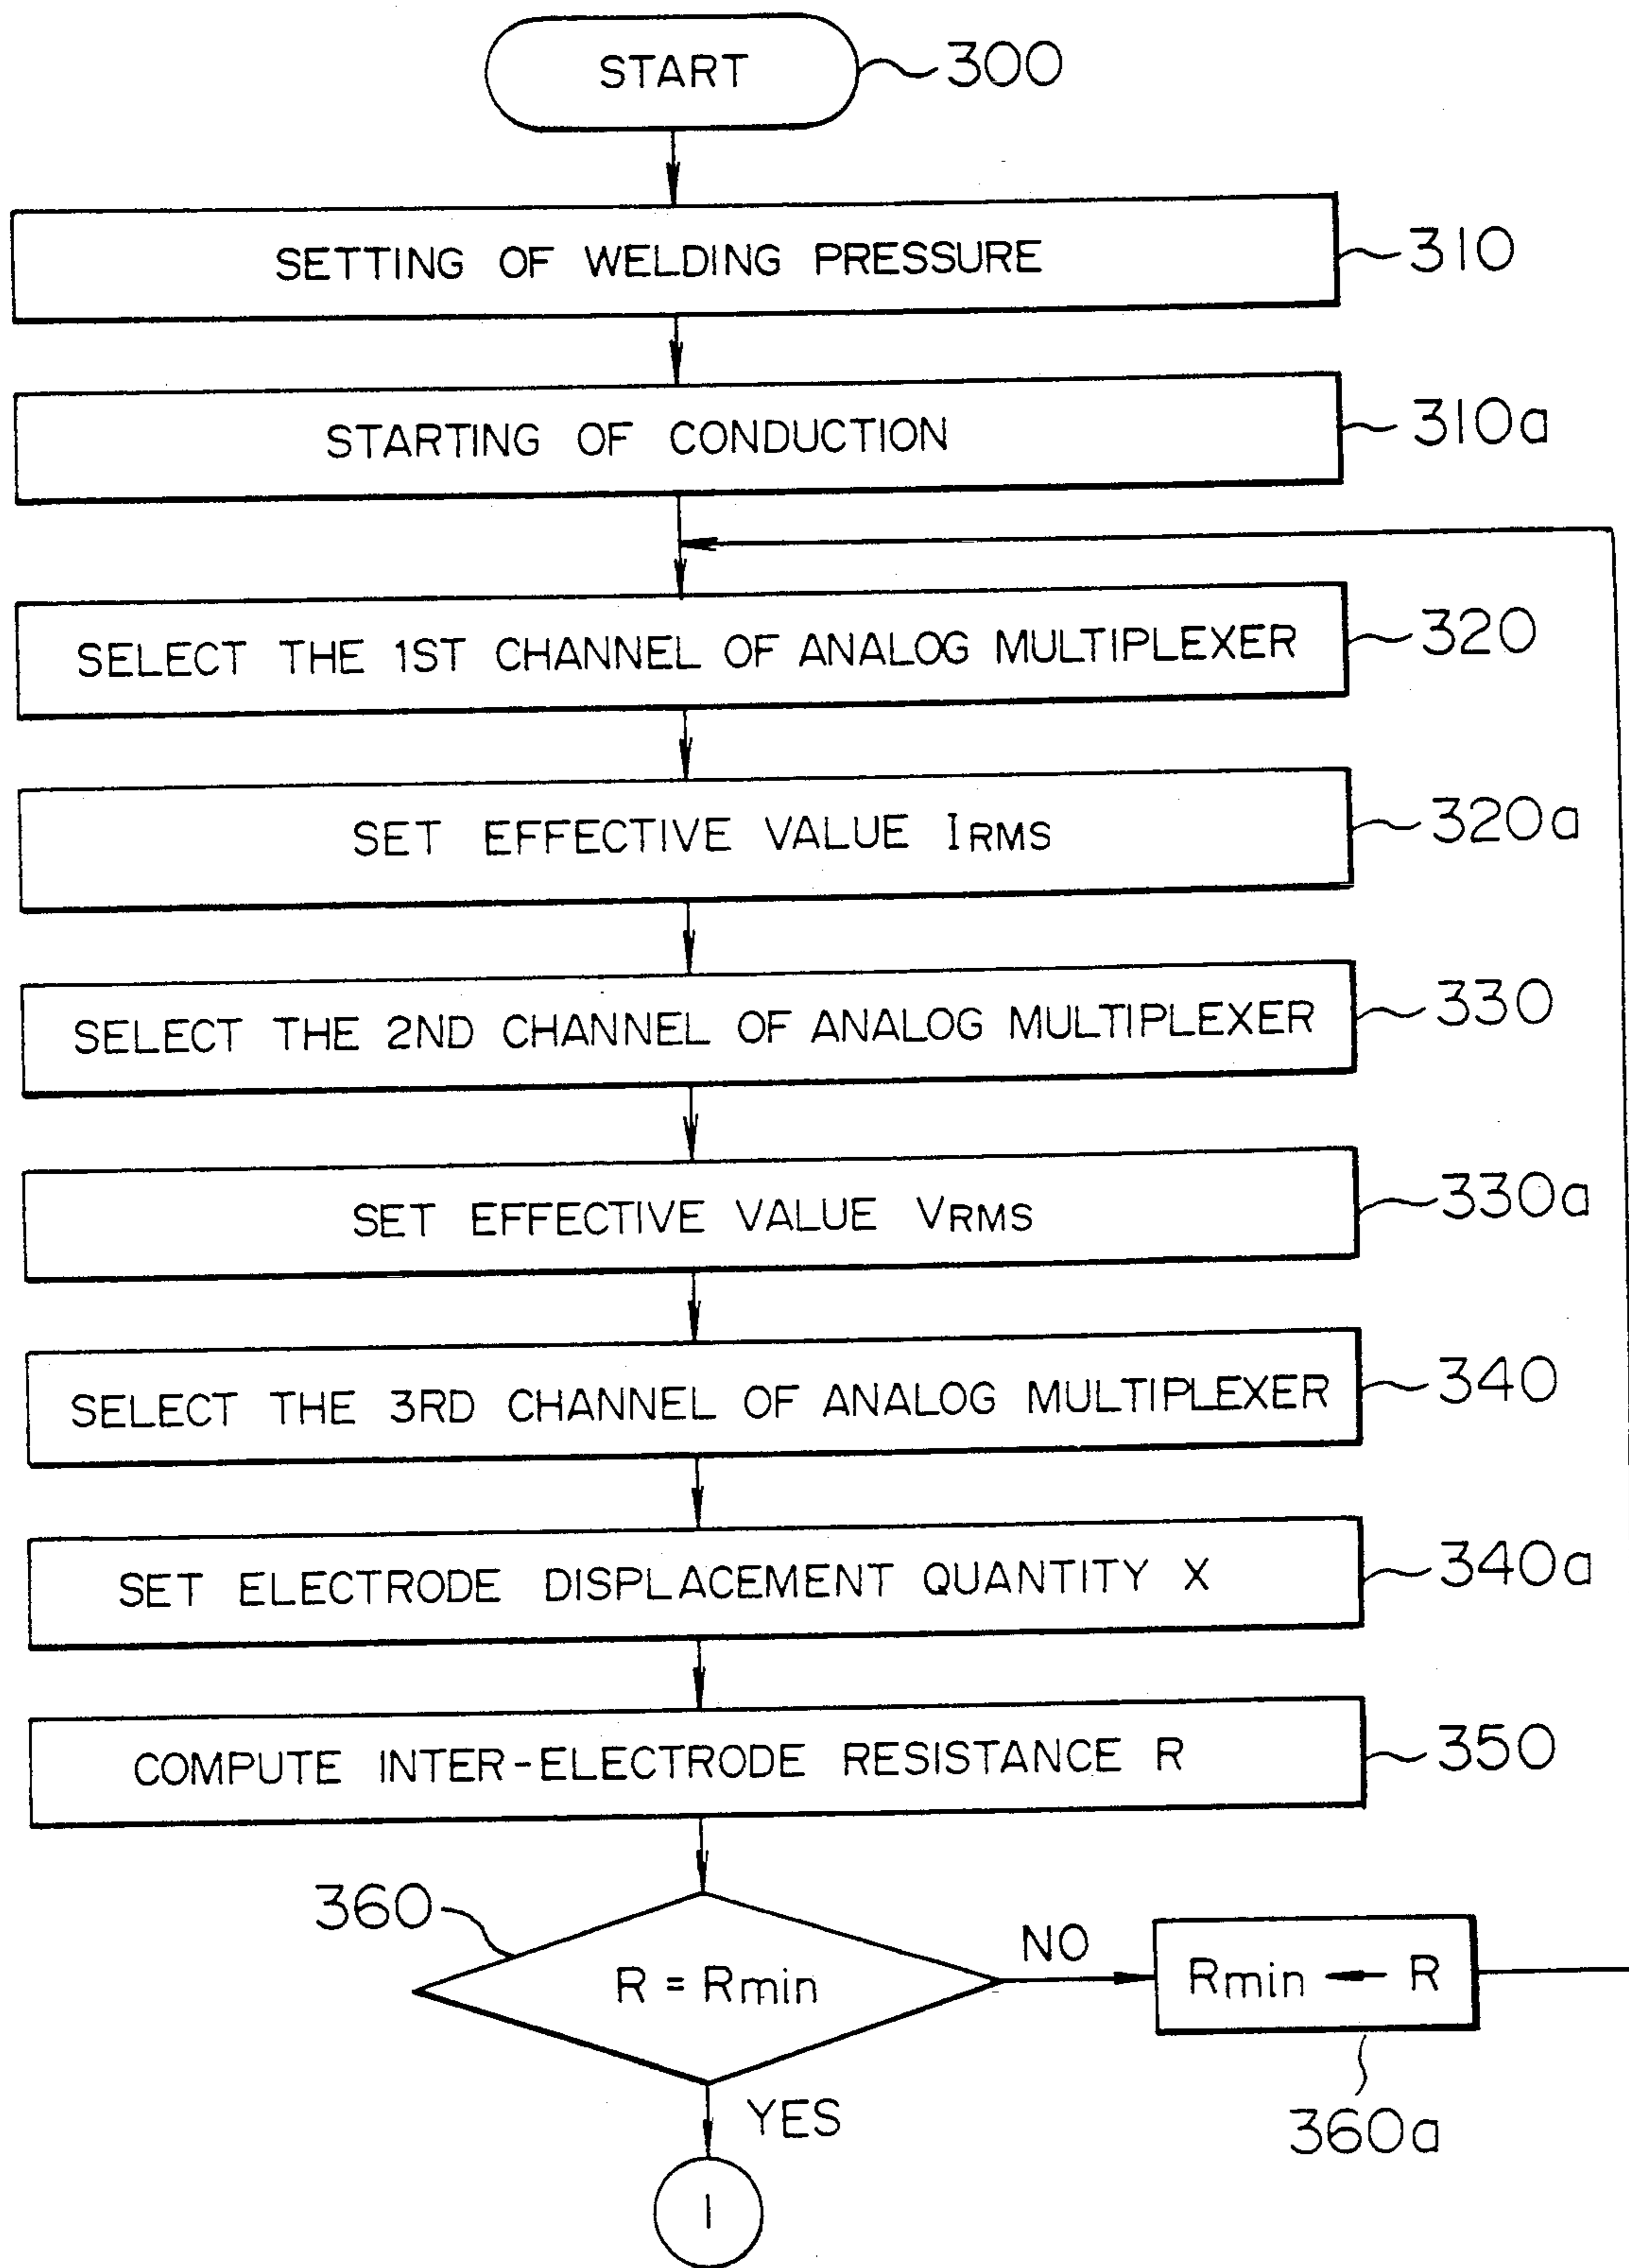 START
300
SETTING OF WELDING PRESSURE
310
STARTING OF CONDUCTION
310a
SELECT THE 1ST CHANNEL OF ANALOG MULTIPLEXER
320
SET EFFECTIVE VALUE IRMS
320a
SELECT THE 2ND CHANNEL OF ANALOG MULTIPLEXER
330
SET EFFECTIVE VALUE VRMS
330a
SELECT THE 3RD CHANNEL OF ANALOG MULTIPLEXER
340
SET ELECTRODE DISPLACEMENT QUANTITY X
340a
COMPUTE INTER-ELECTRODE RESISTANCE R
350
360
R = Rmin
NO
Rmin ← R
360a
YES
1